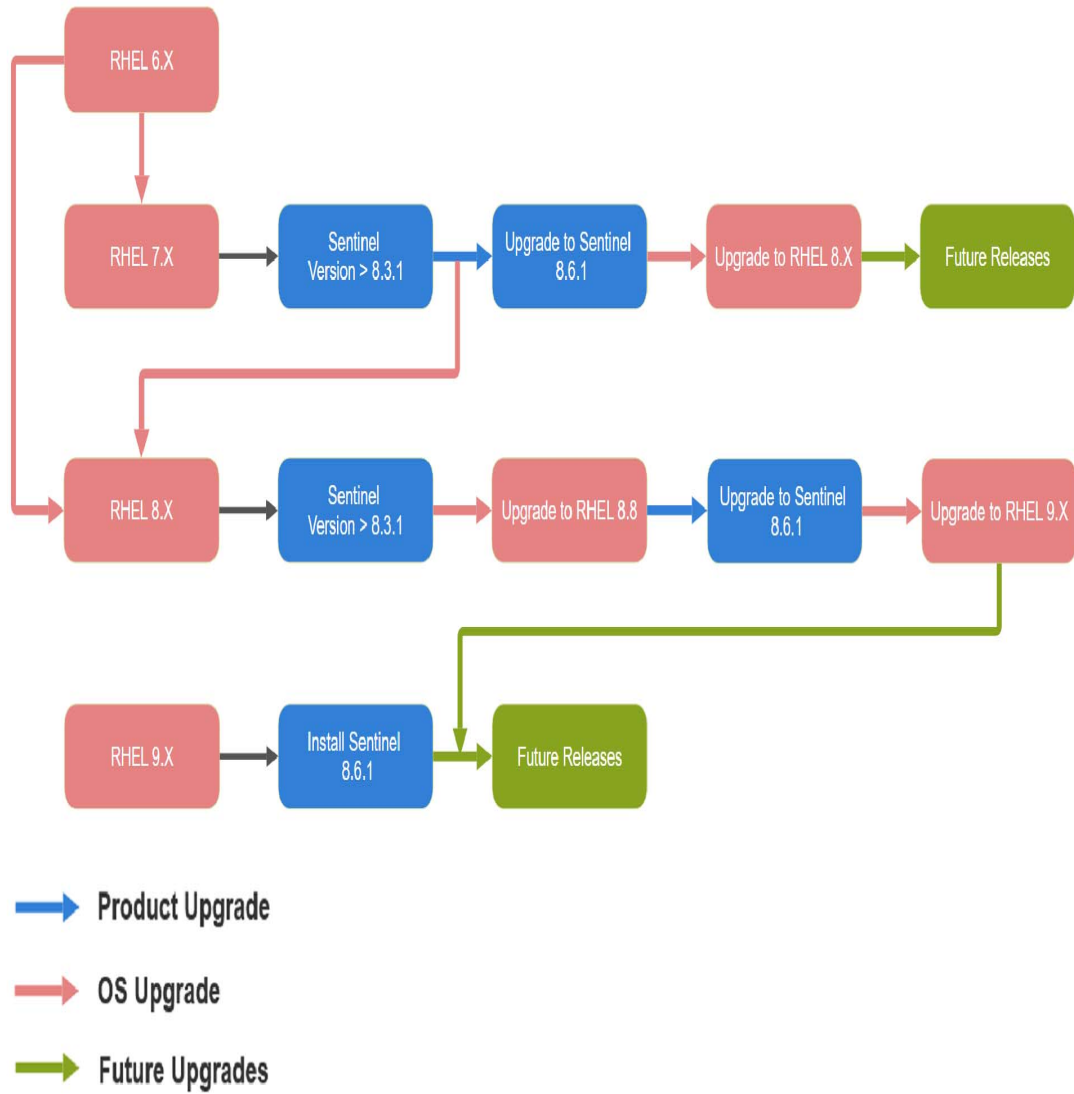 RHEL 6.X
RHEL 7.X
Sentinel
Version > 8.3.1
Upgrade to Sentinel
8.6.1
Upgrade to RHEL 8.X
Future Releases
RHEL 8.X
Sentinel
Version > 8.3.1
Upgrade to RHEL 8.8
Upgrade to Sentinel
8.6.1
Upgrade to RHEL 9.X
RHEL 9.X
Install Sentinel
8.6.1
Future Releases
Product Upgrade
OS Upgrade
Future Upgrades